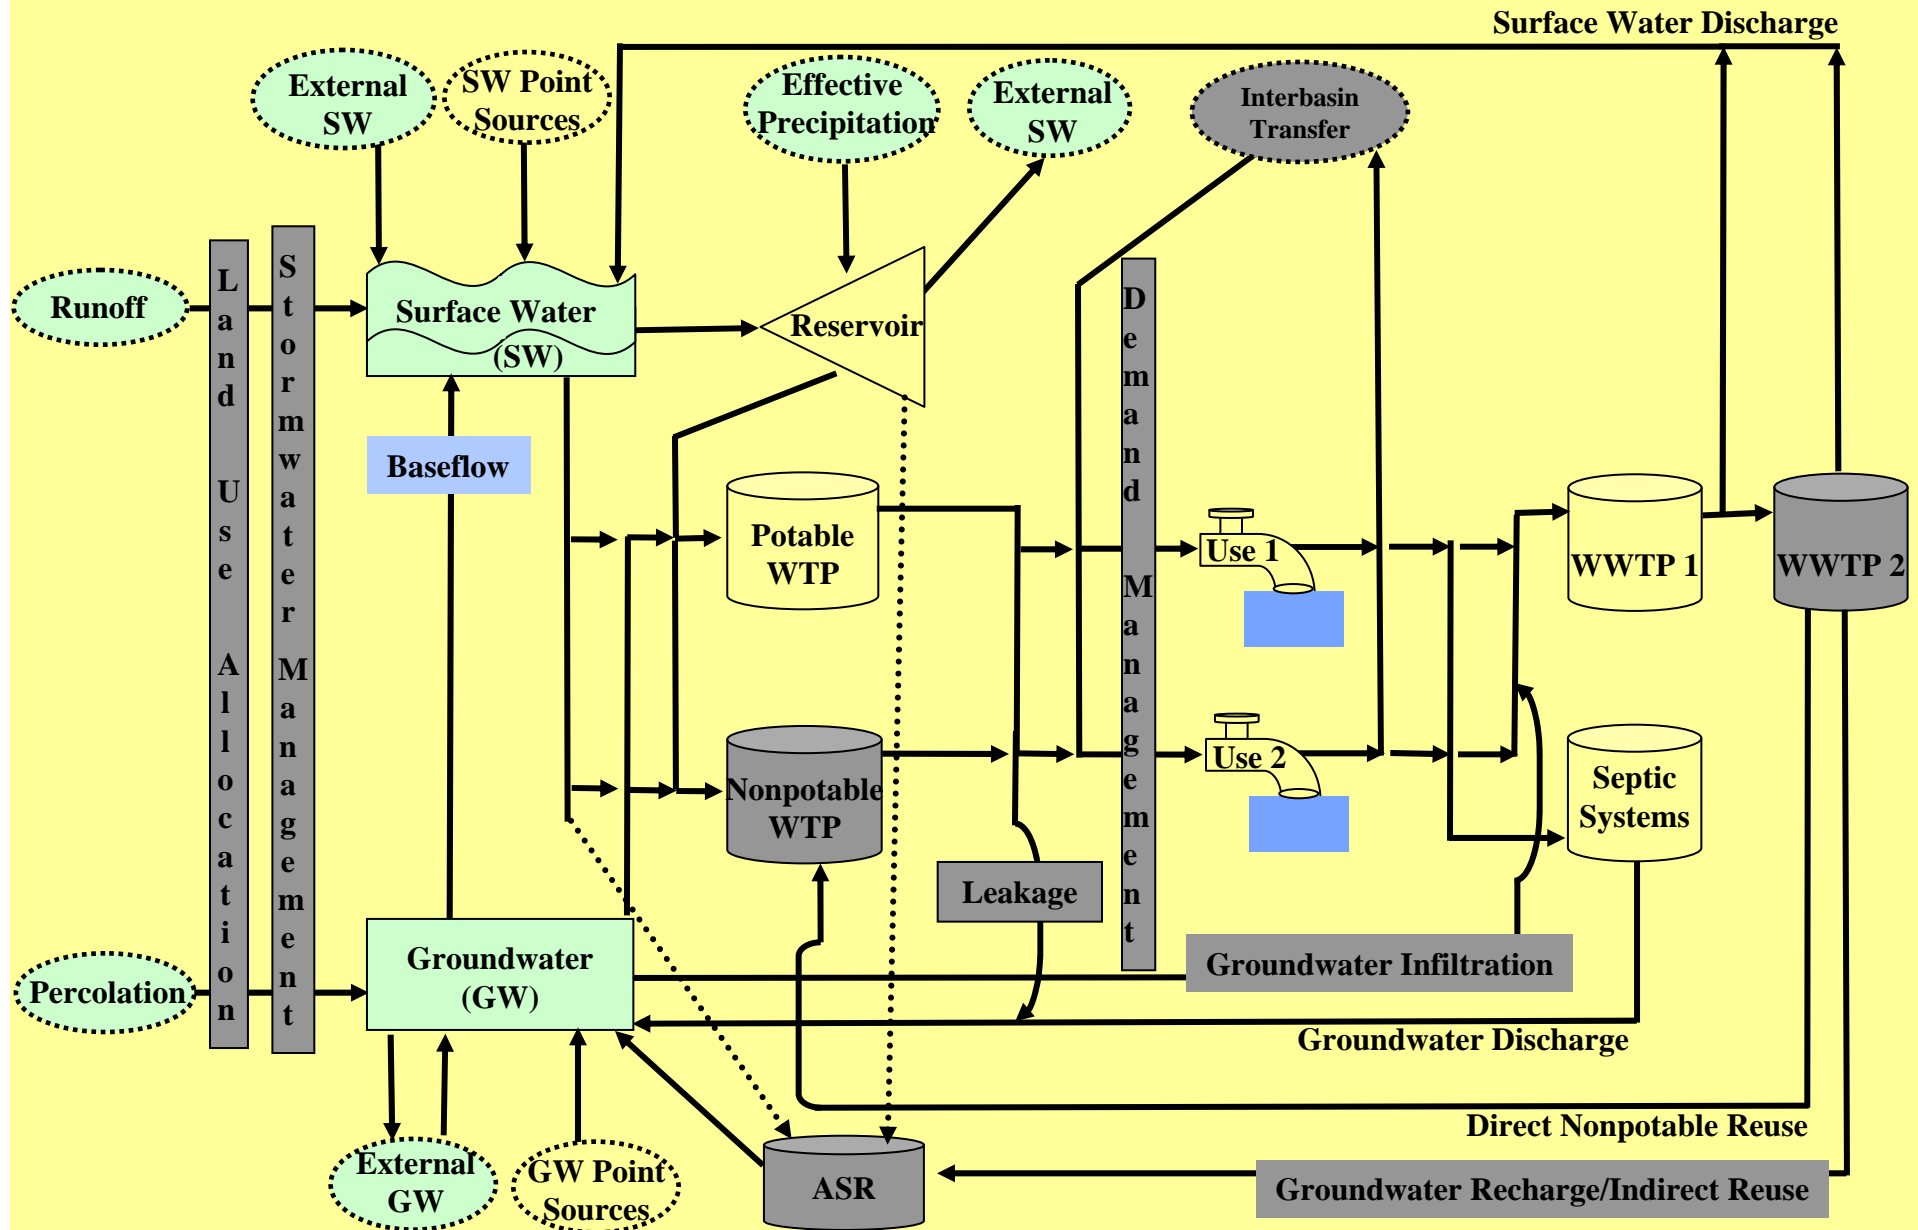 Surface Water Discharge
External
SW
SW Point
Sources
Effective
Precipitation
External
SW
Interbasin
Transfer
Runoff
Land Use Allocation
Stormwater Management
Surface Water
(SW)
Reservoir
Demand Management
Baseflow
Potable
WTP
Use 1
WWTP 1
WWTP 2
Nonpotable
WTP
Use 2
Septic
Systems
Leakage
Percolation
Groundwater
(GW)
Groundwater Infiltration
Groundwater Discharge
Direct Nonpotable Reuse
External
GW
GW Point
Sources
ASR
Groundwater Recharge/Indirect Reuse